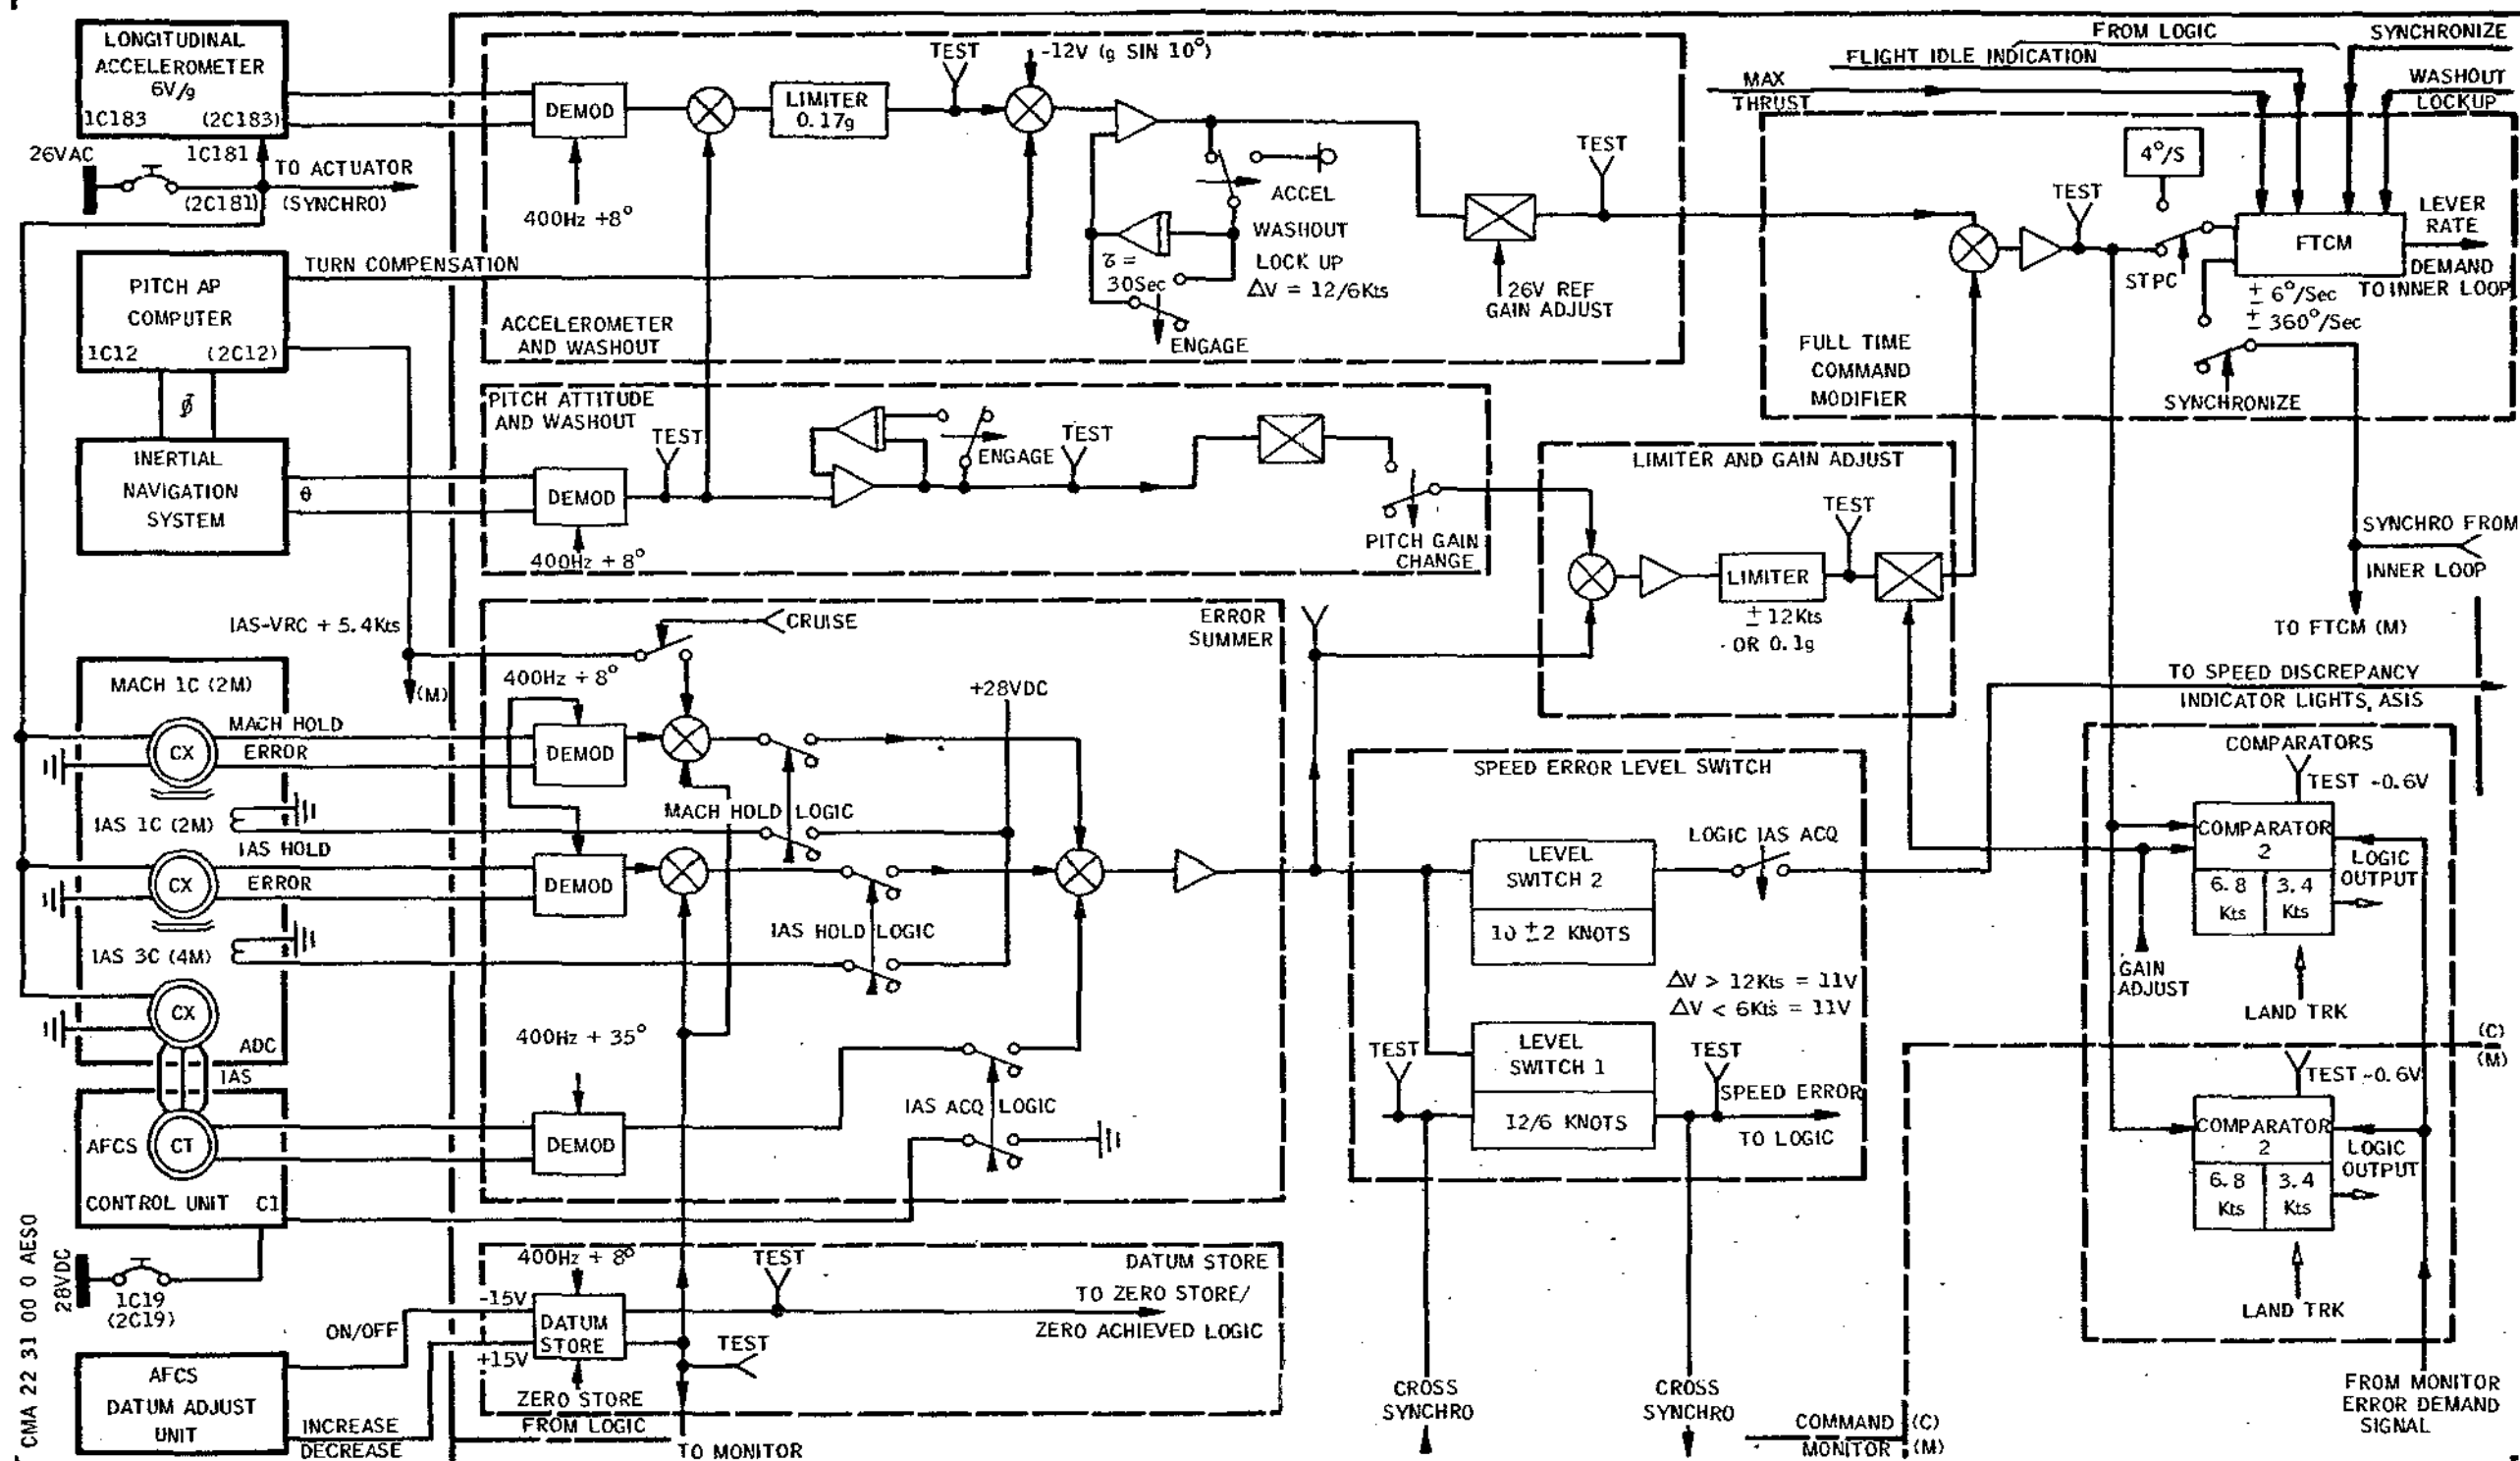 LONGITUDINAL
ACCELEROMETER
6V/g
1C183 (2C183)
26VAC
1C181
(2C181)
TO ACTUATOR
(SYNCHRO)
PITCH AP
COMPUTER
1C12 (2C12)
TURN COMPENSATION
INERTIAL
NAVIGATION
SYSTEM
θ
IAS-VRC + 5.4Kts
(M)
MACH 1C (2M)
CX
MACH HOLD
ERROR
IAS 1C (2M)
CX
IAS HOLD
ERROR
IAS 3C (4M)
CX
ADC
IAS
AFCS
CT
CONTROL UNIT C1
28VDC
1C19
(2C19)
ON/OFF
AFCS
DATUM ADJUST
UNIT
INCREASE
DECREASE
CMA 22 31 00 0 AESO
DEMOD
400Hz +8°
LIMITER
0.17g
TEST
-12V (g SIN 10°)
ACCEL
WASHOUT
LOCK UP
ΔV = 12/6Kts
Ʒ =
30Sec
ENGAGE
26V REF
GAIN ADJUST
TEST
ACCELEROMETER
AND WASHOUT
PITCH ATTITUDE
AND WASHOUT
TEST
DEMOD
400Hz + 8°
ENGAGE
TEST
PITCH GAIN
CHANGE
CRUISE
ERROR
SUMMER
400Hz + 8°
+28VDC
DEMOD
MACH HOLD LOGIC
DEMOD
IAS HOLD LOGIC
400Hz + 35°
DEMOD
IAS ACQ LOGIC
400Hz + 8°
TEST
DATUM STORE
-15V
+15V
DATUM
STORE
TO ZERO STORE/
ZERO ACHIEVED LOGIC
TEST
ZERO STORE
FROM LOGIC
TO MONITOR
FROM LOGIC
SYNCHRONIZE
FLIGHT IDLE INDICATION
MAX
THRUST
WASHOUT
LOCKUP
4°/S
TEST
STPC
FTCM
LEVER
RATE
DEMAND
TO INNER LOOP
± 6°/Sec
± 360°/Sec
FULL TIME
COMMAND
MODIFIER
SYNCHRONIZE
LIMITER AND GAIN ADJUST
TEST
LIMITER
± 12Kts
OR 0.1g
SYNCHRO FROM
INNER LOOP
TO FTCM (M)
TO SPEED DISCREPANCY
INDICATOR LIGHTS, ASIS
SPEED ERROR LEVEL SWITCH
LEVEL
SWITCH 2
10 ±2 KNOTS
LOGIC IAS ACQ
ΔV > 12Kts = 11V
ΔV < 6Kts = 11V
LEVEL
SWITCH 1
12/6 KNOTS
TEST
TEST
SPEED ERROR
TO LOGIC
CROSS
SYNCHRO
CROSS
SYNCHRO
COMPARATORS
TEST -0.6V
COMPARATOR
2
6.8
Kts
3.4
Kts
LOGIC
OUTPUT
GAIN
ADJUST
LAND TRK
(C)
(M)
TEST -0.6V
COMPARATOR
2
6.8
Kts
3.4
Kts
LOGIC
OUTPUT
LAND TRK
FROM MONITOR
ERROR DEMAND
SIGNAL
COMMAND (C)
MONITOR (M)